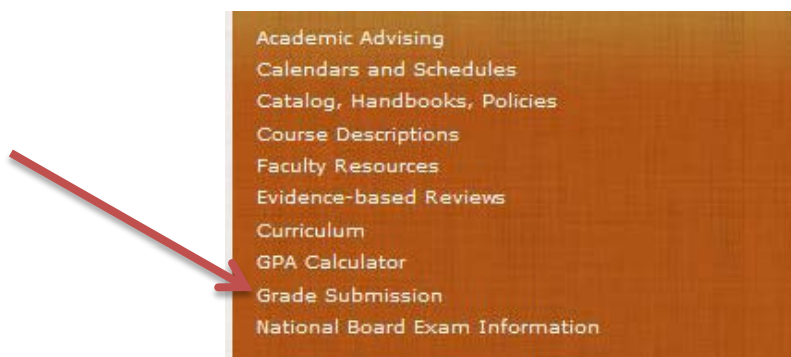 Academic Advising
Calendars and Schedules
Catalog, Handbooks, Policies
Course Descriptions
Faculty Resources
Evidence-based Reviews
Curriculum
GPA Calculator
Grade Submission
National Board Exam Information